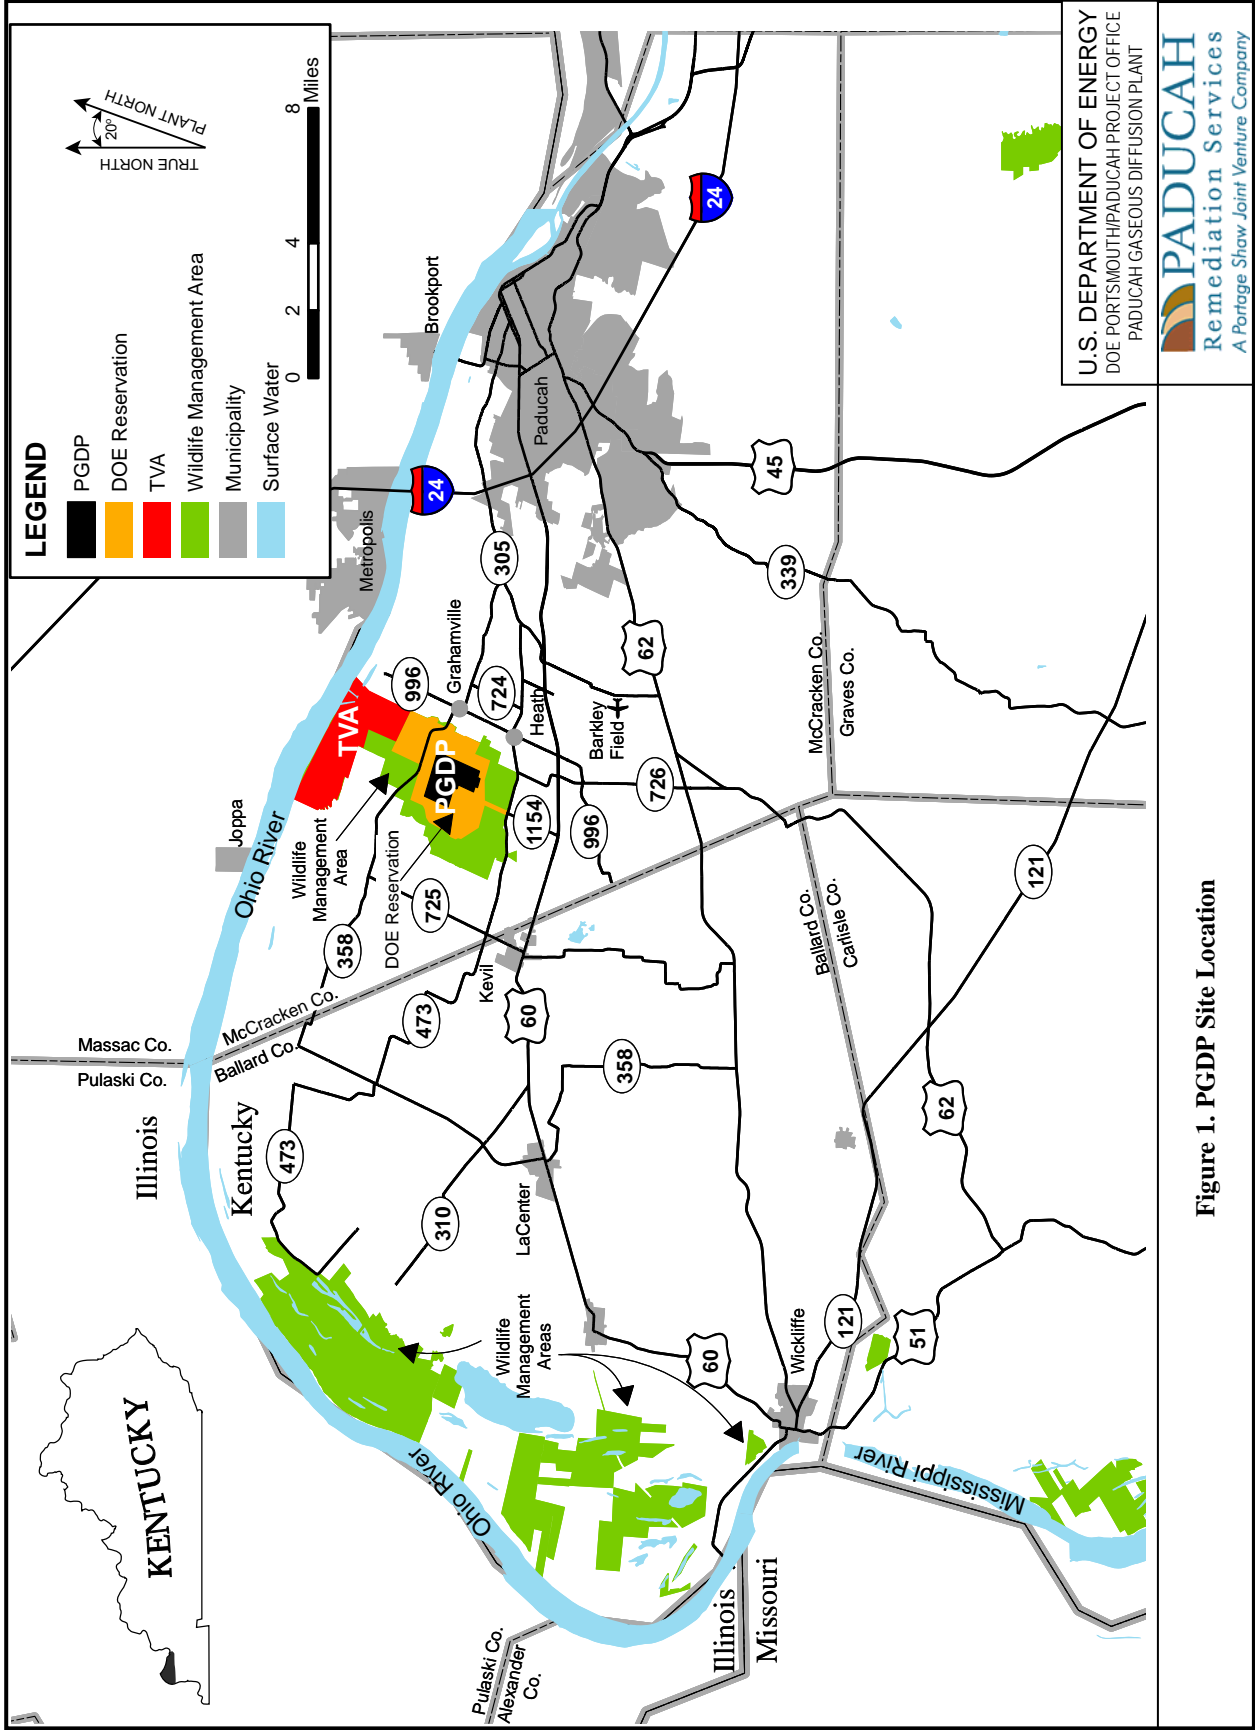 LEGEND
PGDP
DOE Reservation
TVA
Wildlife Management Area
Municipality
Surface Water
0
2
4
8
Miles
TRUE NORTH
20°
PLANT NORTH
KENTUCKY
Illinois
Kentucky
Pulaski Co.
Massac Co.
Ballard Co.
McCracken Co.
Ohio River
Joppa
Metropolis
Brookport
TVA
PGDP
Wildlife
Management
Area
DOE Reservation
Grahamville
Heath
Barkley
Field
Paducah
Kevil
LaCenter
Wickliffe
Wildlife
Management
Areas
Ohio River
Mississippi River
Pulaski Co.
Alexander
Co.
Illinois
Missouri
Ballard Co.
Carlisle Co.
McCracken Co.
Graves Co.
473
310
358
473
725
358
60
60
1154
996
996
724
726
305
24
24
62
45
339
121
62
121
51
U.S. DEPARTMENT OF ENERGY
DOE PORTSMOUTH/PADUCAH PROJECT OFFICE
PADUCAH GASEOUS DIFFUSION PLANT
PADUCAH
Remediation Services
A Portage Shaw Joint Venture Company
Figure 1. PGDP Site Location